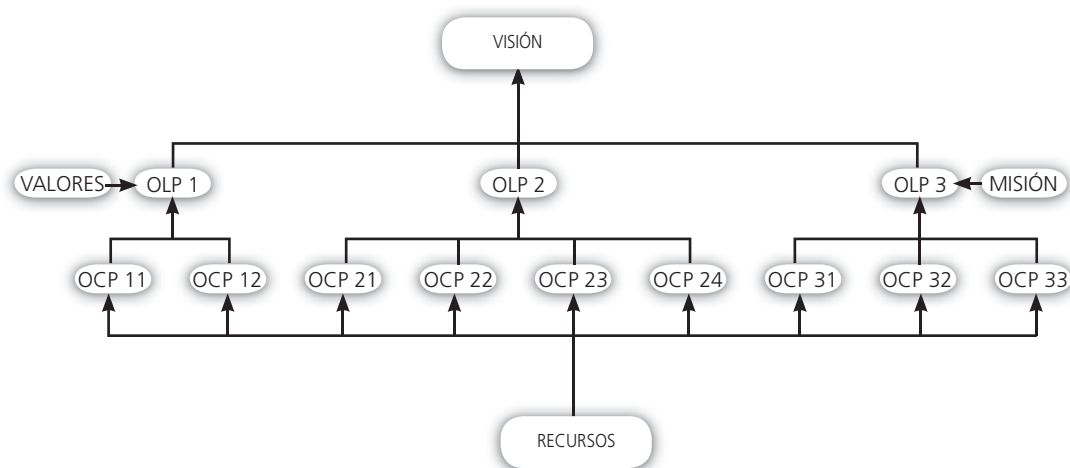 VISIÓN
VALORES
OLP 1
OLP 2
OLP 3
MISIÓN
OCP 11
OCP 12
OCP 21
OCP 22
OCP 23
OCP 24
OCP 31
OCP 32
OCP 33
RECURSOS